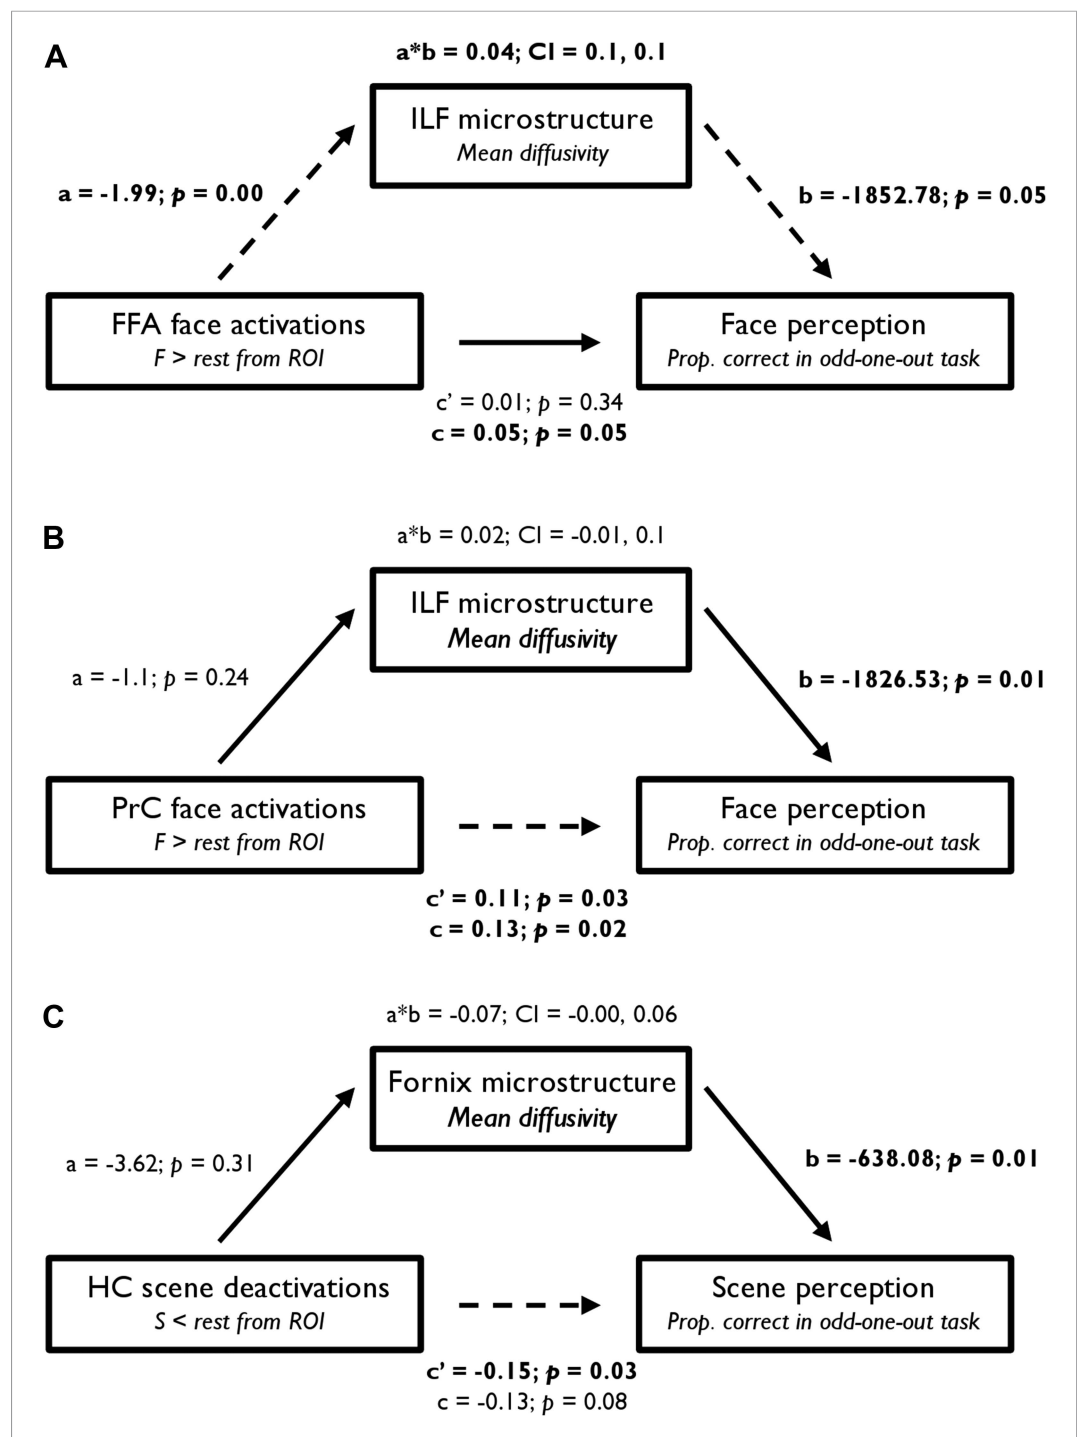 A
a*b = 0.04; CI = 0.1, 0.1
ILF microstructure
Mean diffusivity
a = -1.99; p = 0.00
b = -1852.78; p = 0.05
FFA face activations
F > rest from ROI
Face perception
Prop. correct in odd-one-out task
c’ = 0.01; p = 0.34
c = 0.05; p = 0.05
B
a*b = 0.02; CI = -0.01, 0.1
ILF microstructure
Mean diffusivity
a = -1.1; p = 0.24
b = -1826.53; p = 0.01
PrC face activations
F > rest from ROI
Face perception
Prop. correct in odd-one-out task
c’ = 0.11; p = 0.03
c = 0.13; p = 0.02
C
a*b = -0.07; CI = -0.00, 0.06
Fornix microstructure
Mean diffusivity
a = -3.62; p = 0.31
b = -638.08; p = 0.01
HC scene deactivations
S < rest from ROI
Scene perception
Prop. correct in odd-one-out task
c’ = -0.15; p = 0.03
c = -0.13; p = 0.08